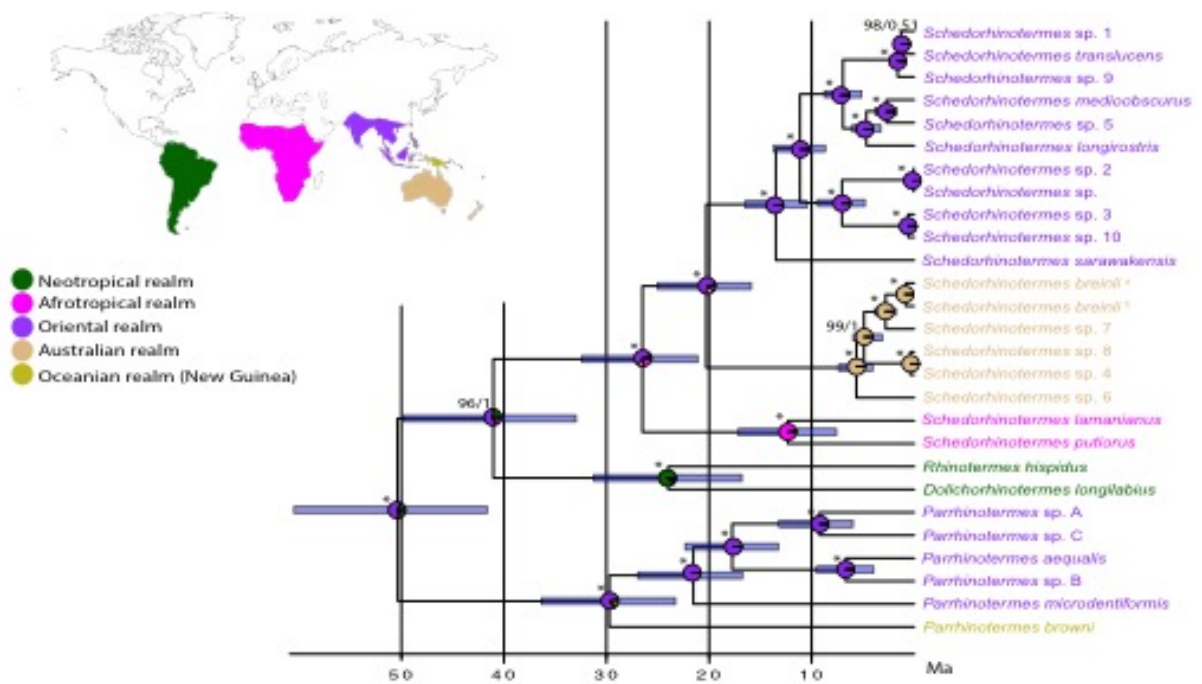 98/0.51
Schedorhinotermes sp. 1
Schedorhinotermes translucens
Schedorhinotermes sp. 9
Schedorhinotermes medioobscurus
Schedorhinotermes sp. 5
Schedorhinotermes longirostris
Schedorhinotermes sp. 2
Schedorhinotermes sp.
Schedorhinotermes sp. 3
Schedorhinotermes sp. 10
Schedorhinotermes sarawakensis
Schedorhinotermes breinli a
Schedorhinotermes breinli b
99/1
Schedorhinotermes sp. 7
Schedorhinotermes sp. 8
Schedorhinotermes sp. 4
Schedorhinotermes sp. 6
Schedorhinotermes lamanianus
Schedorhinotermes putorius
Rhinotermes hispidus
Dolichorhinotermes longilabius
Parrhinotermes sp. A
Parrhinotermes sp. C
Parrhinotermes aequalis
Parrhinotermes sp. B
Parrhinotermes microdentiformis
Parrhinotermes browni
96/1
Neotropical realm
Afrotropical realm
Oriental realm
Australian realm
Oceanian realm (New Guinea)
50 40 30 20 10 Ma